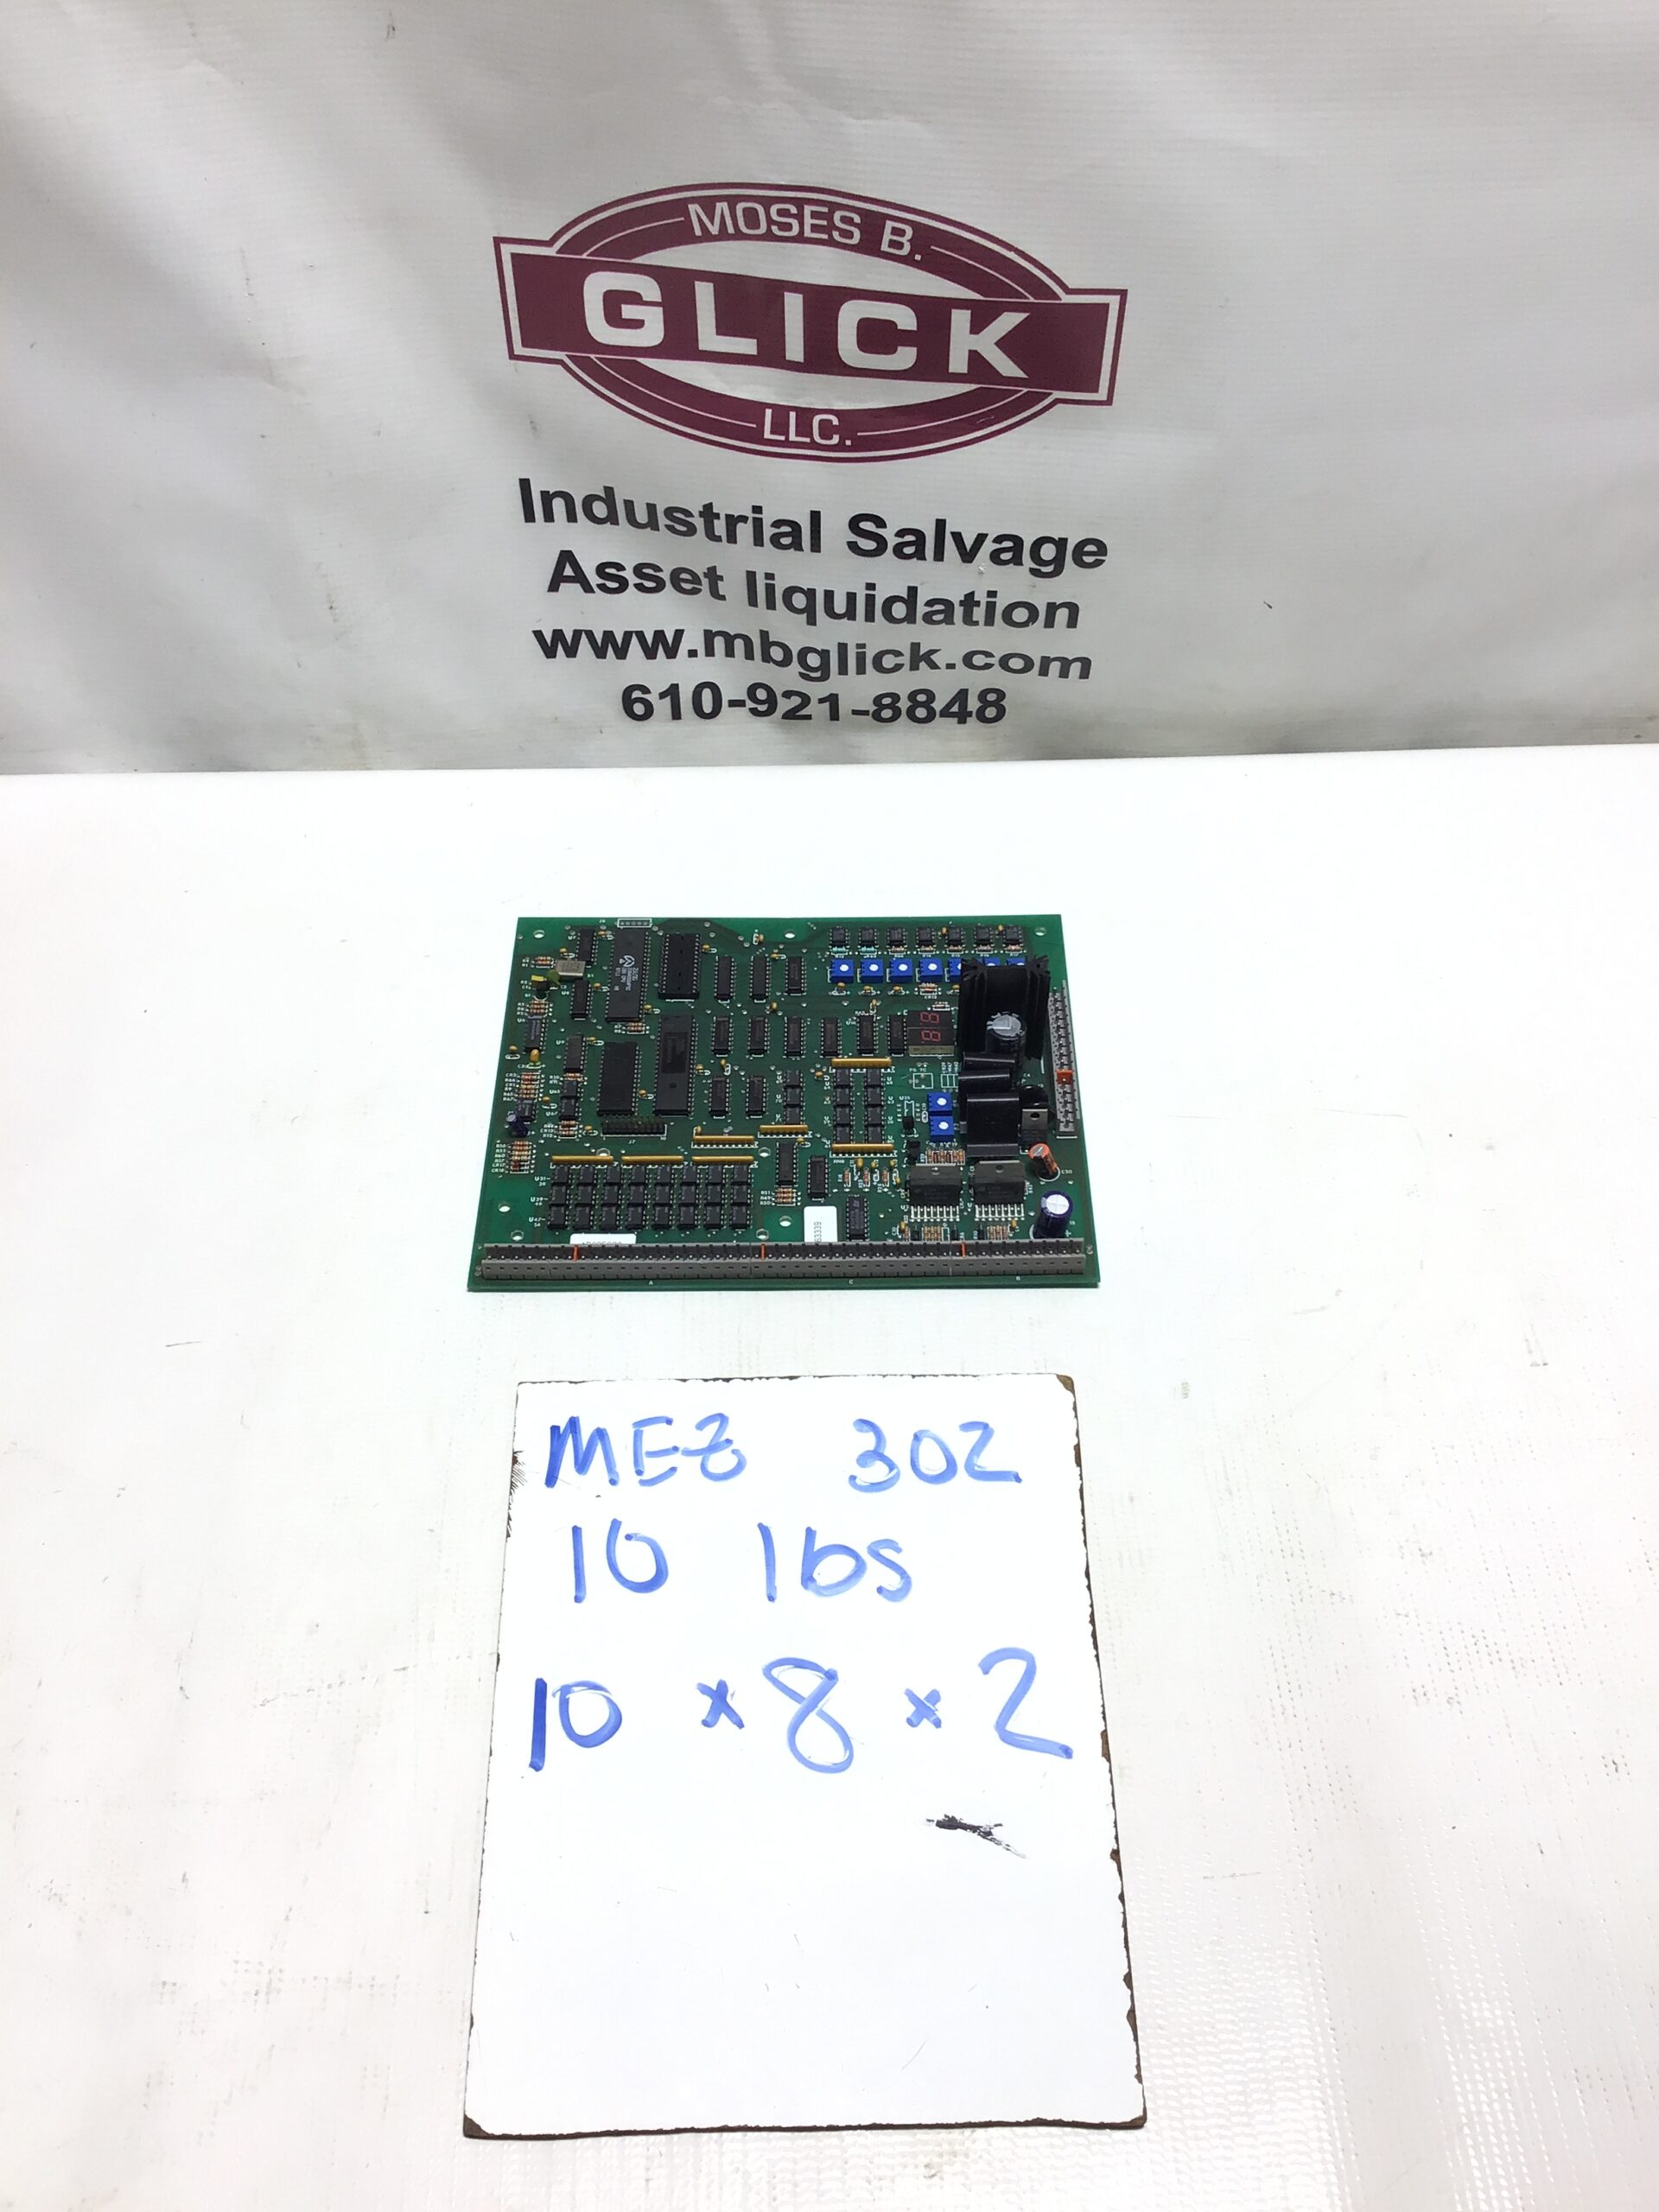 MOSES B.
GLICK
LLC.
Industrial Salvage
Asset liquidation
www.mbglick.com
610-921-8848
63339
MEZ 302
10 lbs
10 x 8 x 2